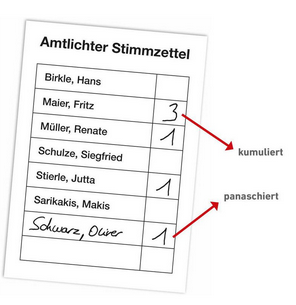 Amtlichter Stimmzettel
Birkle, Hans
Maier, Fritz 3
Müller, Renate 1
kumuliert
Schulze, Siegfried
Stierle, Jutta 1
panaschiert
Sarikakis, Makis
Schwarz, Oliver 1